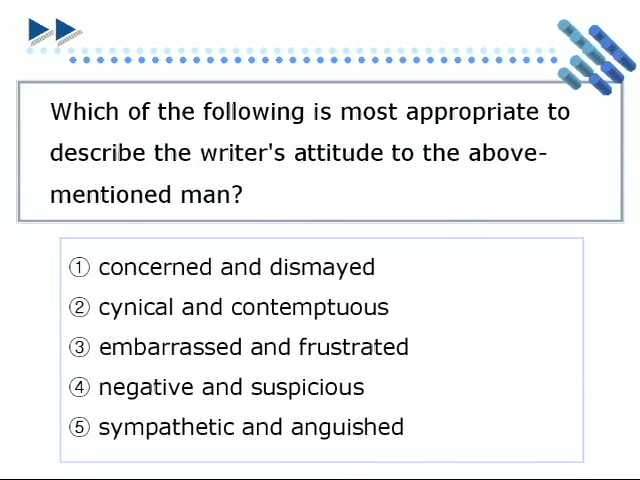 Which of the following is most appropriate to
describe the writer's attitude to the above-
mentioned man?
① concerned and dismayed
② cynical and contemptuous
③ embarrassed and frustrated
④ negative and suspicious
⑤ sympathetic and anguished